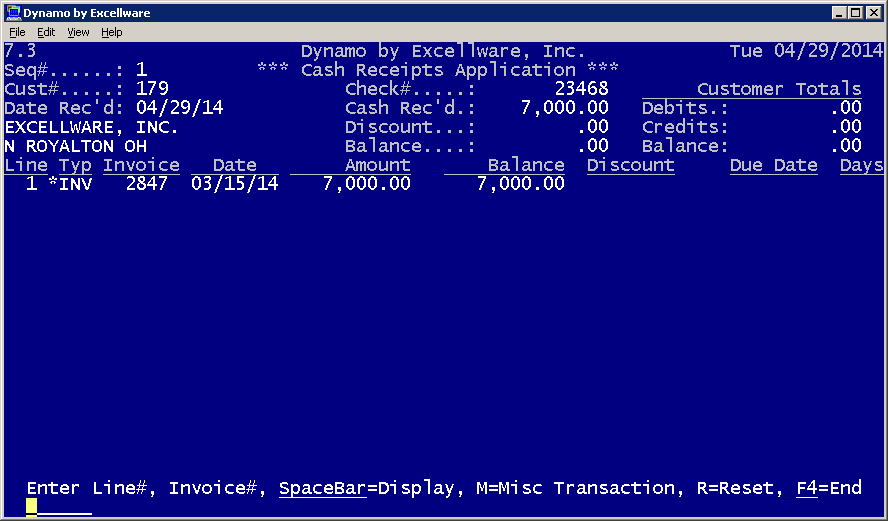 Dynamo by Excellware
File Edit View Help
7.3 Dynamo by Excellware, Inc. Tue 04/29/2014
Seq#......: 1 *** Cash Receipts Application ***
Cust#.....: 179 Check#.....: 23468 Customer Totals
Date Rec'd: 04/29/14 Cash Rec'd.: 7,000.00 Debits.: .00
EXCELLWARE, INC. Discount...: .00 Credits: .00
N ROYALTON OH Balance....: .00 Balance: .00
Line Typ Invoice Date Amount Balance Discount Due Date Days
1 *INV 2847 03/15/14 7,000.00 7,000.00
Enter Line#, Invoice#, SpaceBar=Display, M=Misc Transaction, R=Reset, F4=End